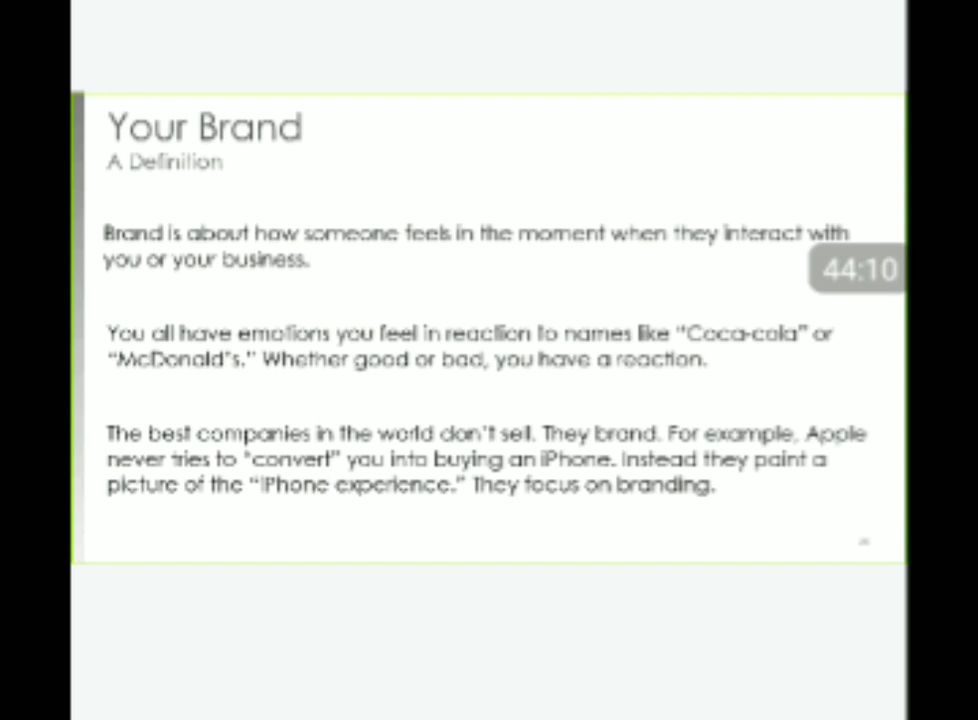 Your Brand
A Definition
Brand is about how someone feels in the moment when they interact with
you or your business.
44:10
You all have emotions you feel in reaction to names like “Coca-cola” or
“McDonald’s.” Whether good or bad, you have a reaction.
The best companies in the world don’t sell. They brand. For example, Apple
never tries to “convert” you into buying an iPhone. Instead they paint a
picture of the “iPhone experience.” They focus on branding.